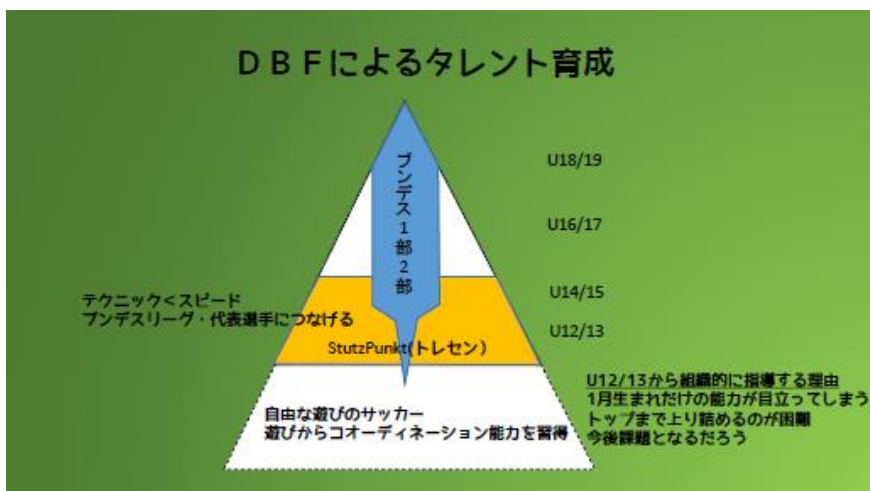 DBFによるタレント育成
ブンデス1部2部
U18/19
U16/17
U14/15
U12/13
テクニック<スピード
ブンデスリーグ・代表選手につなげる
StutzPunkt(トレセン)
自由な遊びのサッカー
遊びからコオーディネーション能力を習得
U12/13から組織的に指導する理由
1月生まれだけの能力が目立ってしまう
トップまで上り詰めるのが困難
今後課題となるだろう